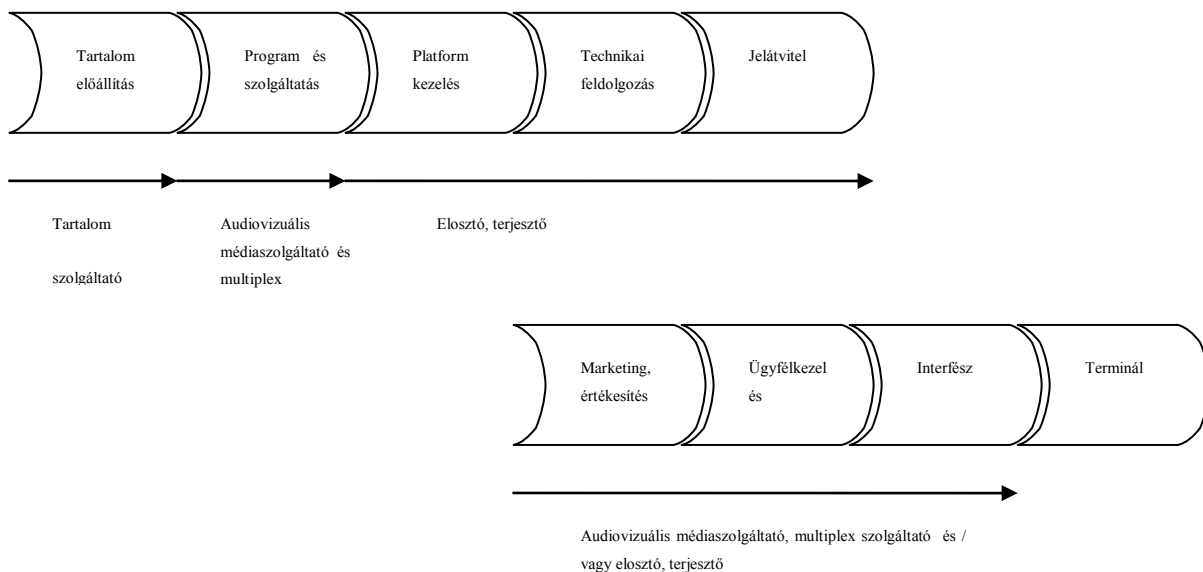 Tartalom
előállítás
Program és
szolgáltatás
Platform
kezelés
Technikai
feldolgozás
Jelátvitel
Tartalom
szolgáltató
Audiovizuális
médiaszolgáltató és
multiplex
Elosztó, terjesztő
Marketing,
értékesítés
Ügyfélkezel
és
Interfész
Terminál
Audiovizuális médiaszolgáltató, multiplex szolgáltató és /
vagy elosztó, terjesztő